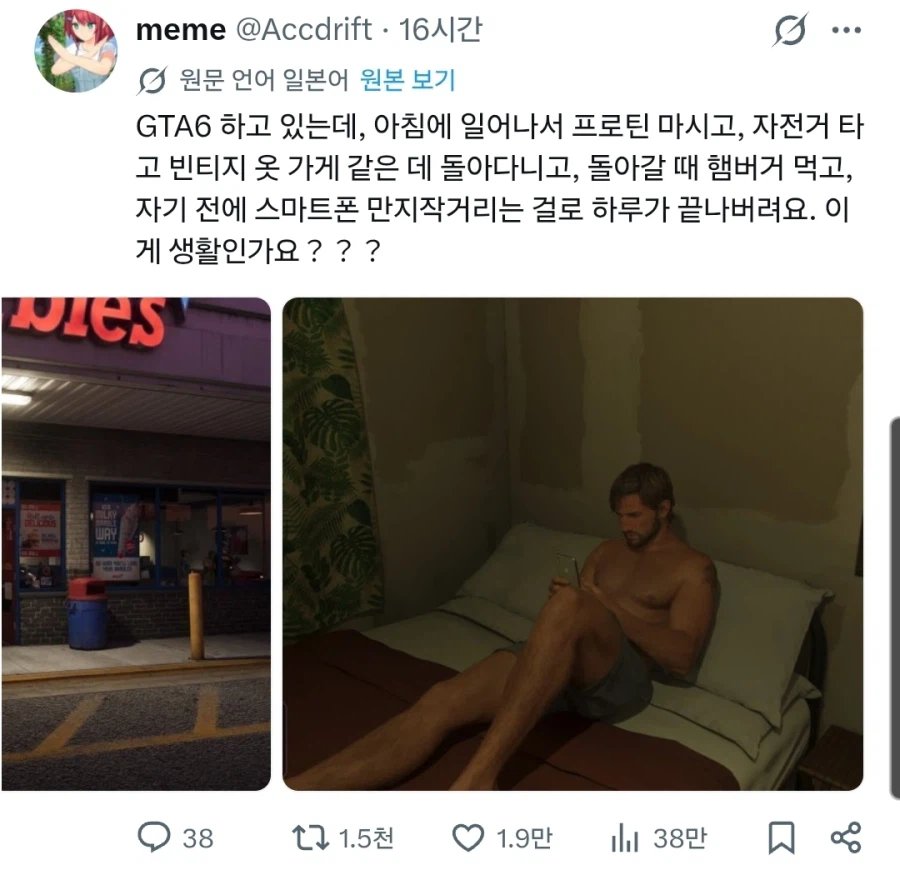 meme @Accdrift · 16시간
원문 언어 일본어 원본 보기
GTA6 하고 있는데, 아침에 일어나서 프로틴 마시고, 자전거 타
고 빈티지 옷 가게 같은 데 돌아다니고, 돌아갈 때 햄버거 먹고,
자기 전에 스마트폰 만지작거리는 걸로 하루가 끝나버려요. 이
게 생활인가요？？？
bies
DELICIOUS
MILKY
WAY
38
1.5천
1.9만
38만